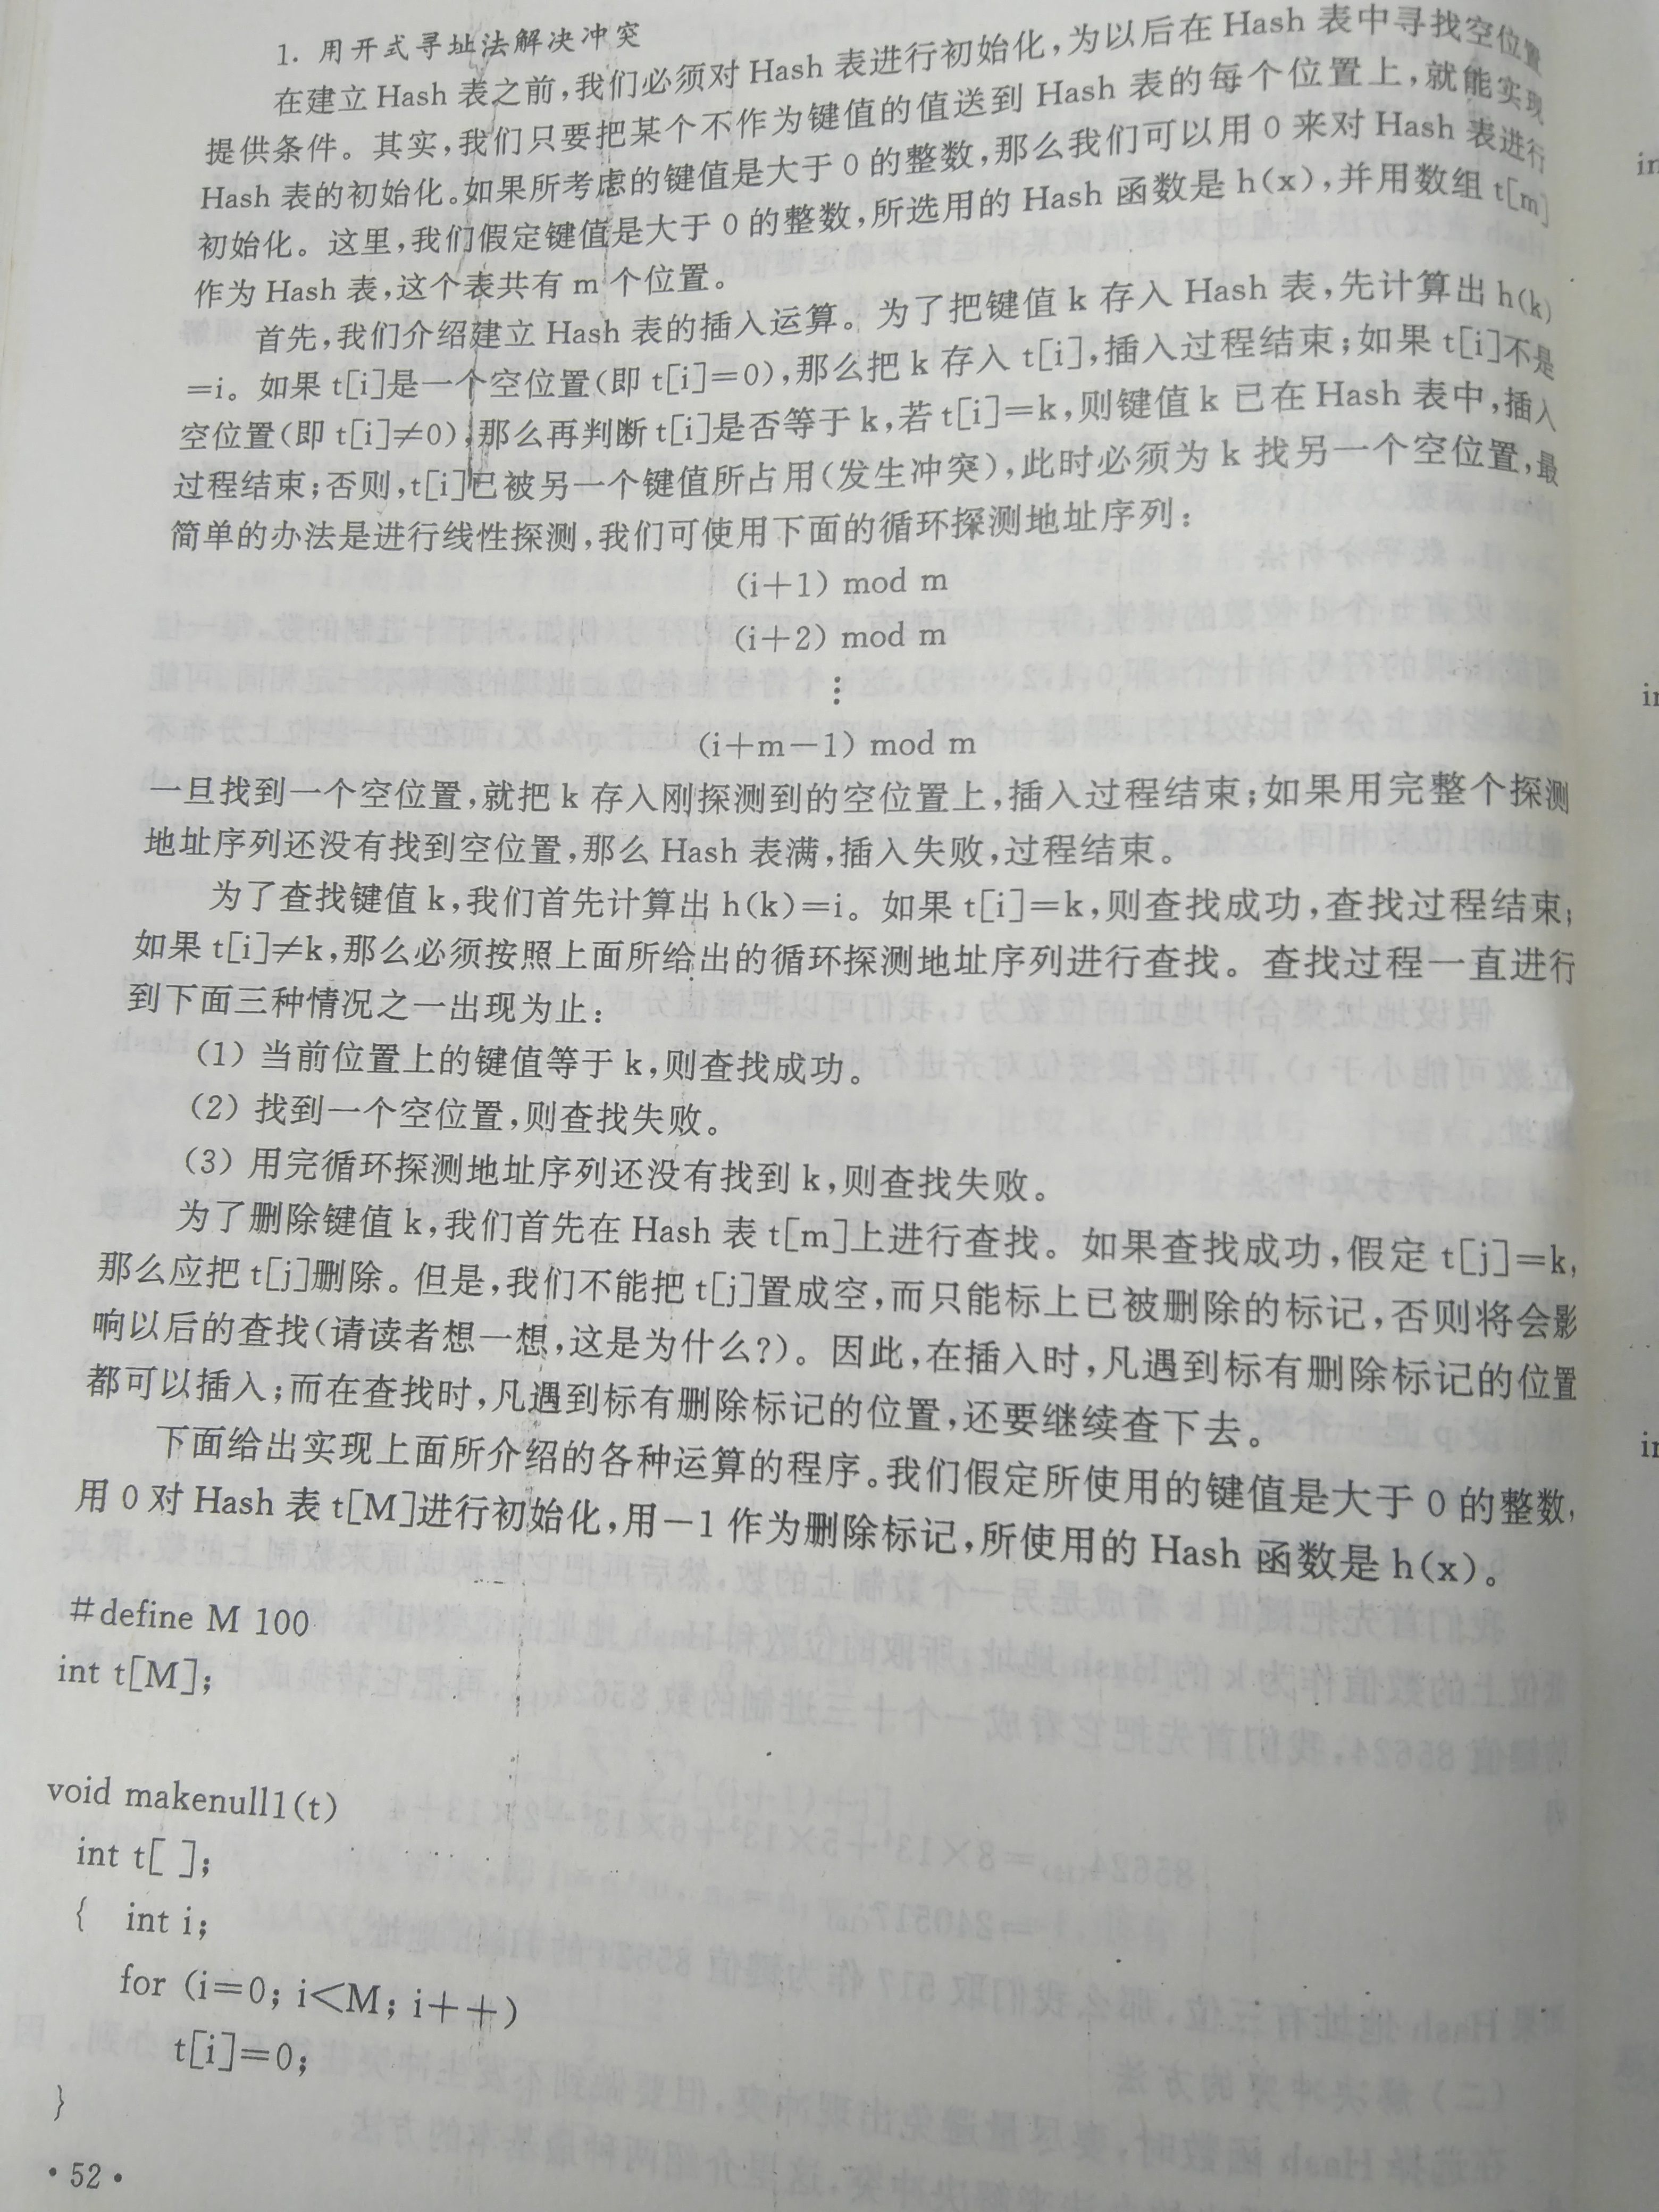 1. 用开式寻址法解决冲突
在建立 Hash 表之前,我们必须对 Hash 表进行初始化,为以后在 Hash 表中寻找空位置
提供条件。其实,我们只要把某个不作为键值的值送到 Hash 表的每个位置上,就能实现
Hash 表的初始化。如果所考虑的键值是大于 0 的整数,那么我们可以用 0 来对 Hash 表进行
初始化。这里,我们假定键值是大于 0 的整数,所选用的 Hash 函数是 h(x),并用数组 t[m]
作为 Hash 表,这个表共有 m 个位置。
首先,我们介绍建立 Hash 表的插入运算。为了把键值 k 存入 Hash 表,先计算出 h(k)
=i。如果 t[i]是一个空位置(即 t[i]=0),那么把 k 存入 t[i],插入过程结束;如果 t[i]不是
空位置(即 t[i]≠0),那么再判断 t[i]是否等于 k,若 t[i]=k,则键值 k 已在 Hash 表中,插入
过程结束;否则,t[i]已被另一个键值所占用(发生冲突),此时必须为 k 找另一个空位置,最
简单的办法是进行线性探测,我们可使用下面的循环探测地址序列:
(i+1) mod m
(i+2) mod m
⋮
(i+m−1) mod m
一旦找到一个空位置,就把 k 存入刚探测到的空位置上,插入过程结束;如果用完整个探测
地址序列还没有找到空位置,那么 Hash 表满,插入失败,过程结束。
为了查找键值 k,我们首先计算出 h(k)=i。如果 t[i]=k,则查找成功,查找过程结束;
如果 t[i]≠k,那么必须按照上面所给出的循环探测地址序列进行查找。查找过程一直进行
到下面三种情况之一出现为止:
(1) 当前位置上的键值等于 k,则查找成功。
(2) 找到一个空位置,则查找失败。
(3) 用完循环探测地址序列还没有找到 k,则查找失败。
为了删除键值 k,我们首先在 Hash 表 t[m]上进行查找。如果查找成功,假定 t[j]=k,
那么应把 t[j]删除。但是,我们不能把 t[j]置成空,而只能标上已被删除的标记,否则将会影
响以后的查找(请读者想一想,这是为什么?)。因此,在插入时,凡遇到标有删除标记的位置
都可以插入;而在查找时,凡遇到标有删除标记的位置,还要继续查下去。
下面给出实现上面所介绍的各种运算的程序。我们假定所使用的键值是大于 0 的整数,
用 0 对 Hash 表 t[M]进行初始化,用−1 作为删除标记,所使用的 Hash 函数是 h(x)。
#define M 100
int t[M];
void makenull1(t)
int t[ ];
{ int i;
for (i=0; i<M; i++)
t[i]=0;
}
· 52 ·